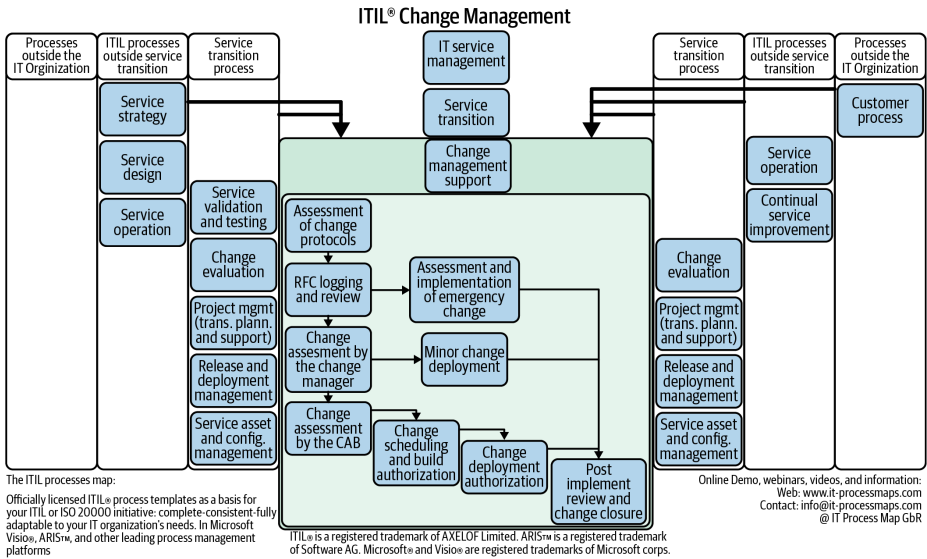 ITIL® Change Management
Processes
outside the
IT Orginization
ITIL processes
outside service
transition
Service
transition
process
Service
strategy
Service
design
Service
operation
Service
validation
and testing
Change
evaluation
Project mgmt
(trans. plann.
and support)
Release and
deployment
management
Service asset
and config.
management
IT service
management
Service
transition
Change
management
support
Assessment
of change
protocols
RFC logging
and review
Assessment and
implementation
of emergency
change
Change
assesment by
the change
manager
Minor change
deployment
Change
assessment
by the CAB
Change
scheduling
and build
authorization
Change
deployment
authorization
Post
implement
review and
change closure
Service
transition
process
ITIL processes
outside service
transition
Processes
outside the
IT Orginization
Customer
process
Service
operation
Continual
service
improvement
Change
evaluation
Project mgmt
(trans. plann.
and support)
Release and
deployment
management
Service asset
and config.
management
The ITIL processes map:
Officially licensed ITIL® process templates as a basis for
your ITIL or ISO 20000 initiative: complete-consistent-fully
adaptable to your IT organization's needs. In Microsoft
Visio®, ARIS™, and other leading process management
platforms
ITIL® is a registered trademark of AXELOF Limited. ARIS™ is a registered trademark
of Software AG. Microsoft® and Visio® are registered trademarks of Microsoft corps.
Online Demo, webinars, videos, and information:
Web: www.it-processmaps.com
Contact: info@it-processmaps.com
@ IT Process Map GbR